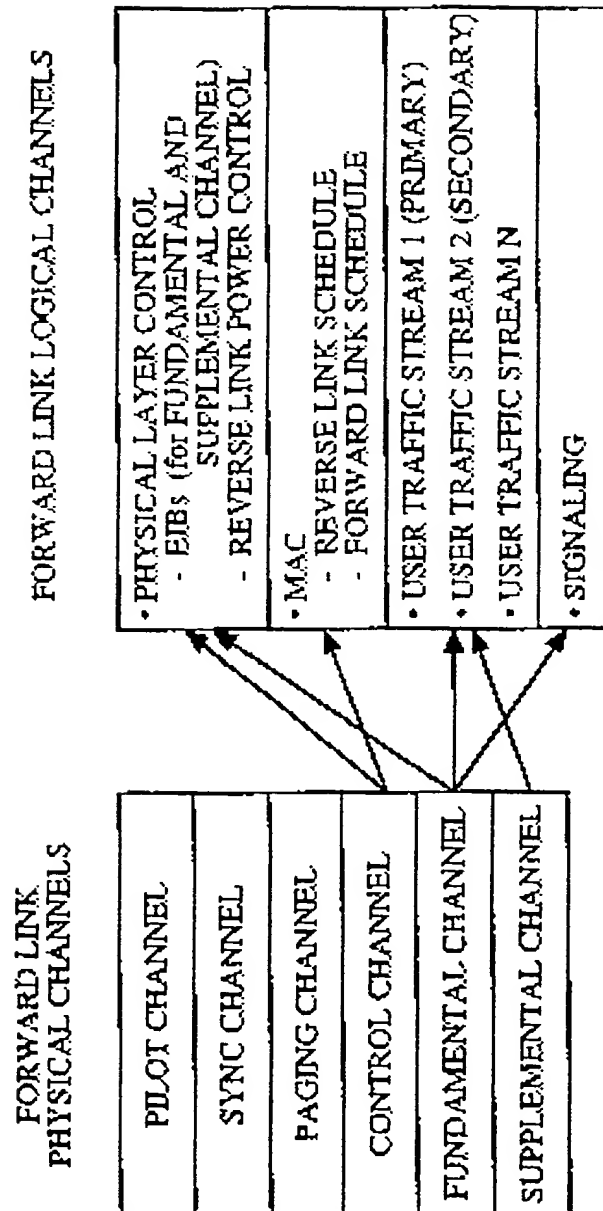 FORWARD LINK
PHYSICAL CHANNELS
PILOT CHANNEL
SYNC CHANNEL
PAGING CHANNEL
CONTROL CHANNEL
FUNDAMENTAL CHANNEL
SUPPLEMENTAL CHANNEL
FORWARD LINK LOGICAL CHANNELS
• PHYSICAL LAYER CONTROL
- EIBs (for FUNDAMENTAL AND
SUPPLEMENTAL CHANNEL)
- REVERSE LINK POWER CONTROL
• MAC
- REVERSE LINK SCHEDULE
- FORWARD LINK SCHEDULE
• USER TRAFFIC STREAM 1 (PRIMARY)
• USER TRAFFIC STREAM 2 (SECONDARY)
• USER TRAFFIC STREAM N
• SIGNALING